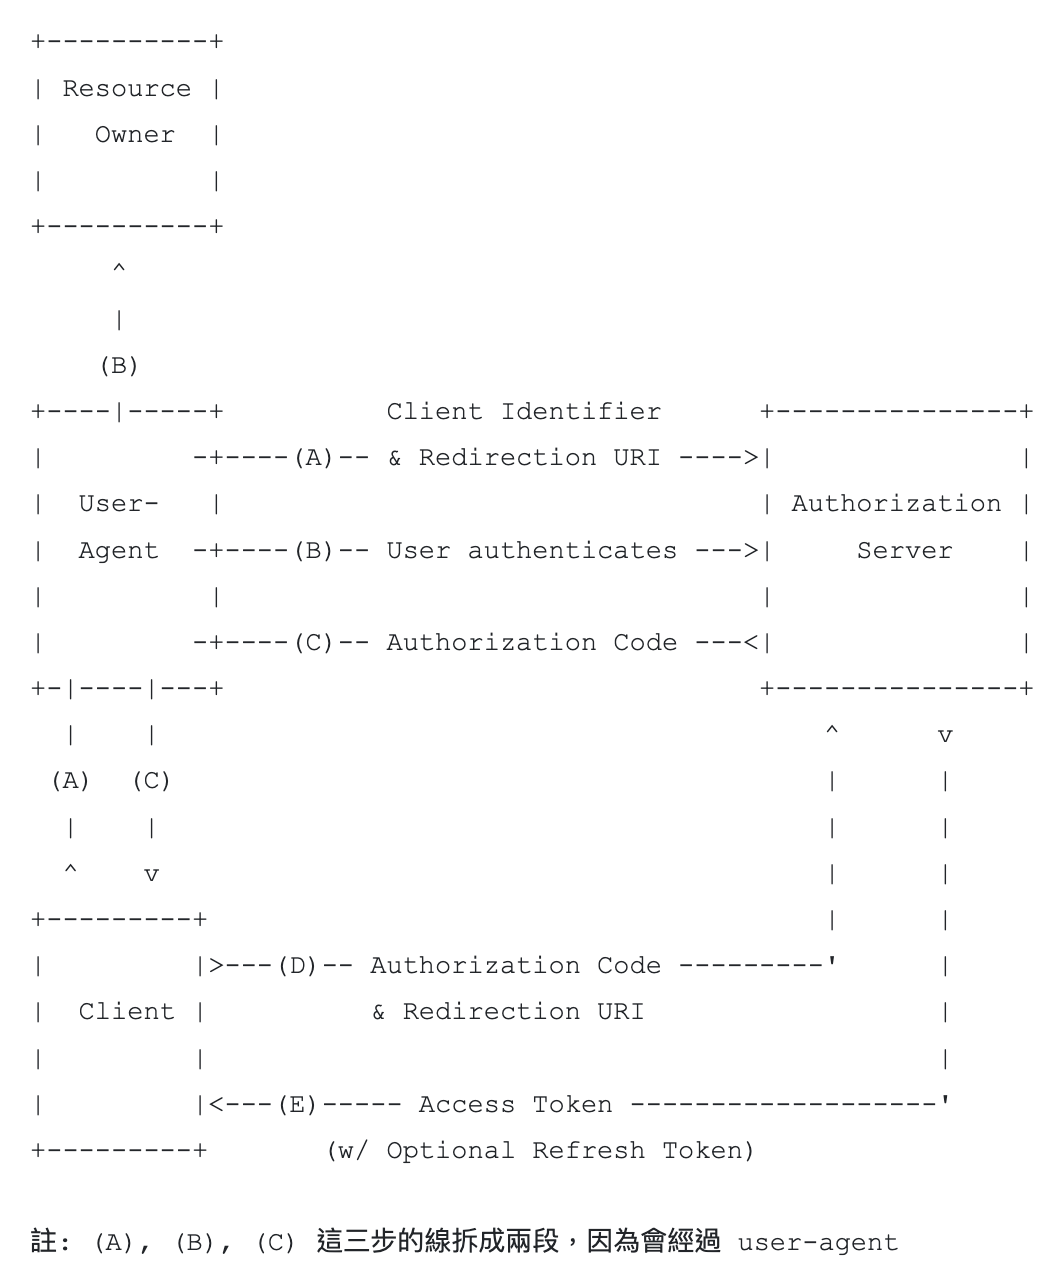 +----------+
| Resource |
|   Owner  |
|          |
+----------+
     ^
     |
    (B)
+----|-----+          Client Identifier      +---------------+
|         -+----(A)-- & Redirection URI ---->|               |
|  User-   |                                 | Authorization |
|  Agent  -+----(B)-- User authenticates --->|     Server    |
|          |                                 |               |
|         -+----(C)-- Authorization Code ---<|               |
+-|----|---+                                 +---------------+
  |    |                                         ^      v
 (A)  (C)                                        |      |
  |    |                                         |      |
  ^    v                                         |      |
+---------+                                      |      |
|         |>---(D)-- Authorization Code ---------'      |
|  Client |          & Redirection URI                  |
|         |                                             |
|         |<---(E)----- Access Token -------------------'
+---------+       (w/ Optional Refresh Token)
註: (A), (B), (C) 這三步的線拆成兩段，因為會經過 user-agent